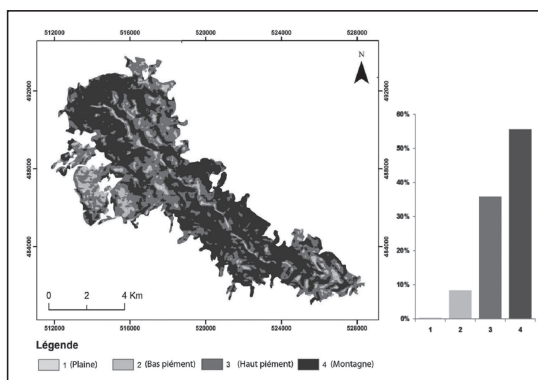 512000 516000 520000 524000 528000
N
492000 492000
488000 488000
484000 484000
0 2 4 Km
512000 516000 520000 524000 528000
60%
50%
40%
30%
20%
10%
0%
1 2 3 4
Légende
1 (Plaine) 2 (Bas piément) 3 (Haut piément) 4 (Montagne)